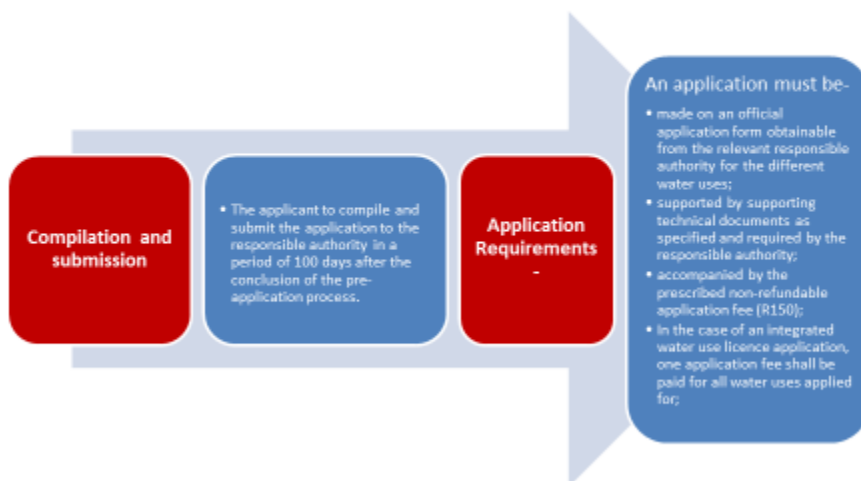 Compilation and
submission
• The applicant to compile and
submit the application to the
responsible authority in a
period of 100 days after the
conclusion of the pre-
application process.
Application
Requirements
-
An application must be-
• made on an official
application form obtainable
from the relevant responsible
authority for the different
water uses;
• supported by supporting
technical documents as
specified and required by the
responsible authority;
• accompanied by the
prescribed non-refundable
application fee (R150);
• In the case of an integrated
water use licence application,
one application fee shall be
paid for all water uses applied
for;